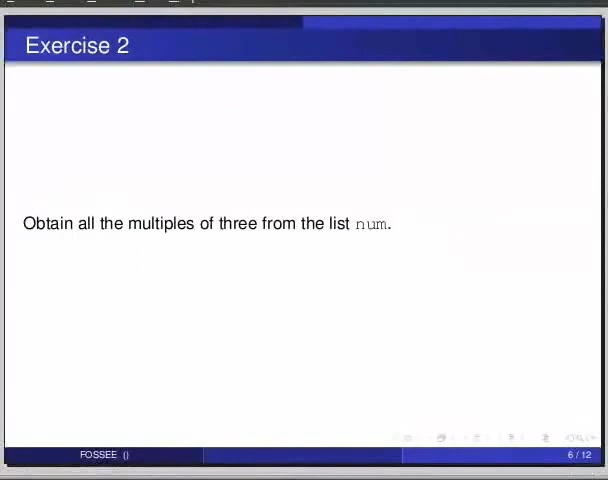 Exercise 2
Obtain all the multiples of three from the list num.
FOSSEE ()
6 / 12